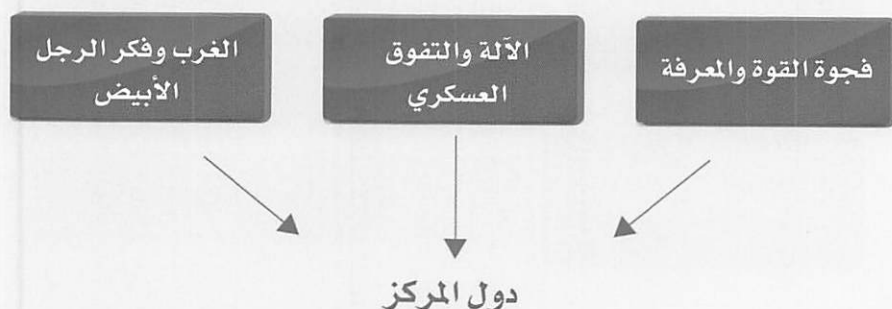 فجوة القوة والمعرفة
الآلة والتفوق
العسكري
الغرب وفكر الرجل
الأبيض
دول المركز